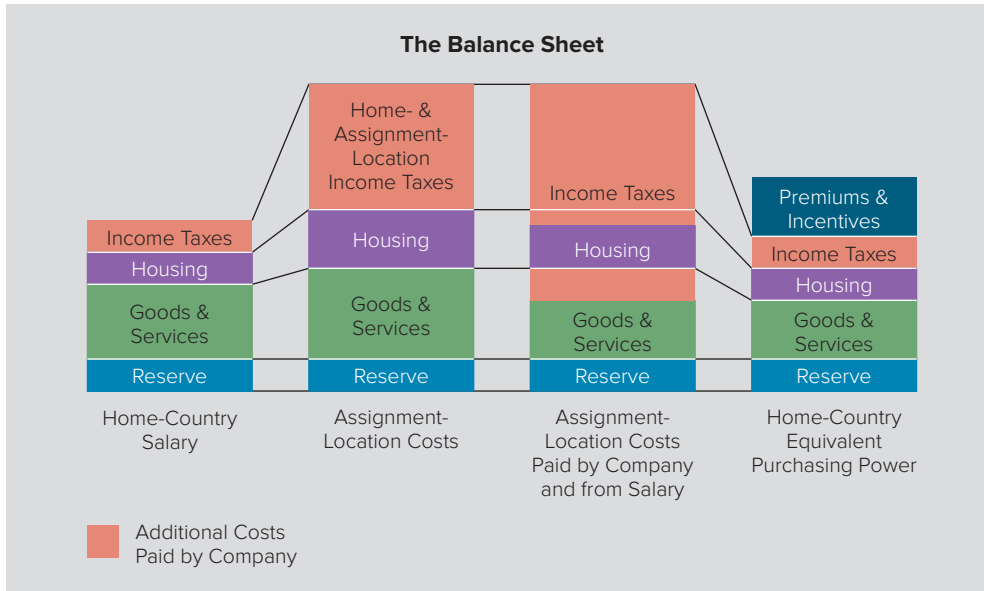 The Balance Sheet
Income Taxes
Housing
Goods &
Services
Reserve
Home-Country
Salary
Home- &
Assignment-
Location
Income Taxes
Housing
Goods &
Services
Reserve
Assignment-
Location Costs
Income Taxes
Housing
Goods &
Services
Reserve
Assignment-
Location Costs
Paid by Company
and from Salary
Premiums &
Incentives
Income Taxes
Housing
Goods &
Services
Reserve
Home-Country
Equivalent
Purchasing Power
Additional Costs
Paid by Company